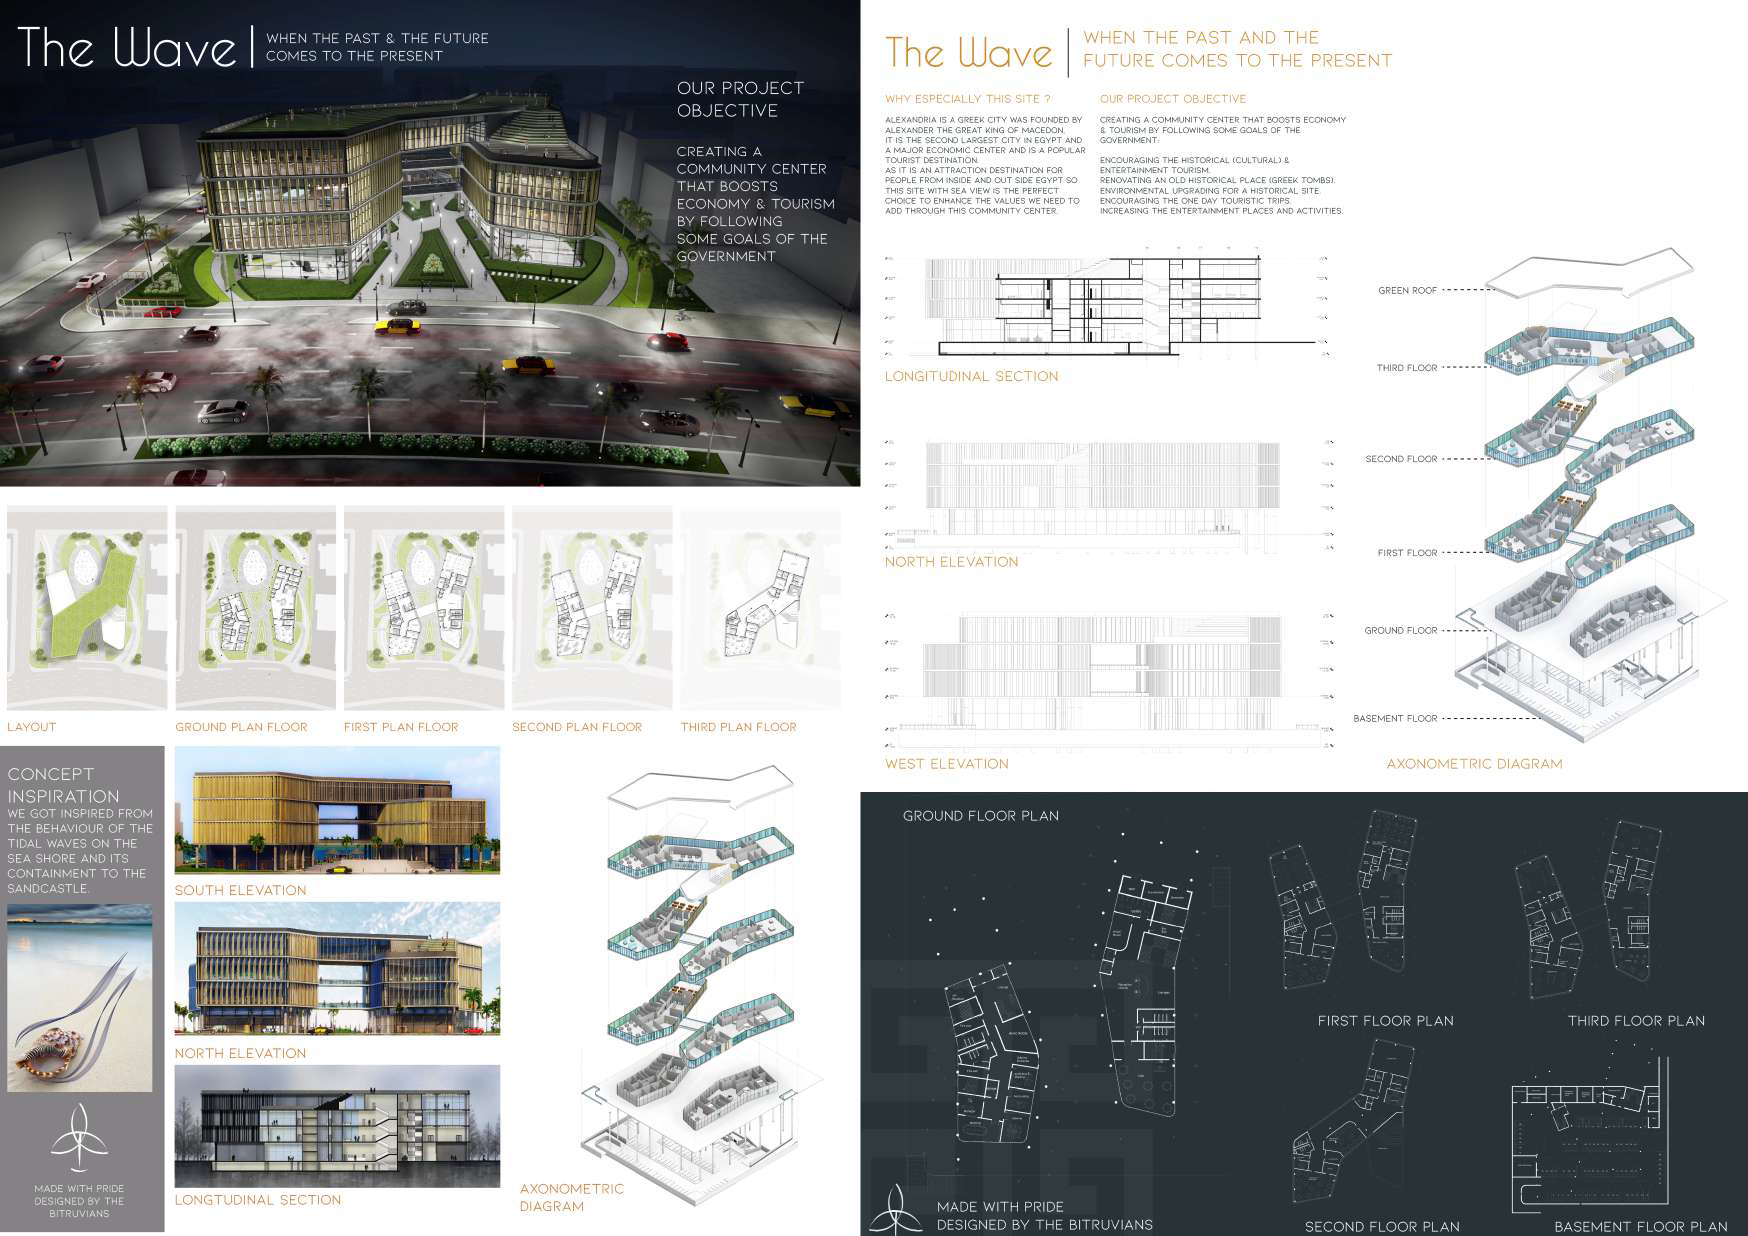 The Wave
WHEN THE PAST & THE FUTURE
COMES TO THE PRESENT
OUR PROJECT
OBJECTIVE
CREATING A
COMMUNITY CENTER
THAT BOOSTS
ECONOMY & TOURISM
BY FOLLOWING
SOME GOALS OF THE
GOVERNMENT
LAYOUT
GROUND PLAN FLOOR
FIRST PLAN FLOOR
SECOND PLAN FLOOR
THIRD PLAN FLOOR
CONCEPT
INSPIRATION
WE GOT INSPIRED FROM
THE BEHAVIOUR OF THE
TIDAL WAVES ON THE
SEA SHORE AND ITS
CONTAINMENT TO THE
SANDCASTLE.
MADE WITH PRIDE
DESIGNED BY THE
BITRUVIANS
SOUTH ELEVATION
NORTH ELEVATION
LONGTUDINAL SECTION
AXONOMETRIC
DIAGRAM
The Wave
WHEN THE PAST AND THE
FUTURE COMES TO THE PRESENT
WHY ESPECIALLY THIS SITE ?
ALEXANDRIA IS A GREEK CITY WAS FOUNDED BY
ALEXANDER THE GREAT KING OF MACEDON.
IT IS THE SECOND LARGEST CITY IN EGYPT AND
A MAJOR ECONOMIC CENTER AND IS A POPULAR
TOURIST DESTINATION.
AS IT IS AN ATTRACTION DESTINATION FOR
PEOPLE FROM INSIDE AND OUT SIDE EGYPT SO
THIS SITE WITH SEA VIEW IS THE PERFECT
CHOICE TO ENHANCE THE VALUES WE NEED TO
ADD THROUGH THIS COMMUNITY CENTER.
OUR PROJECT OBJECTIVE
CREATING A COMMUNITY CENTER THAT BOOSTS ECONOMY
& TOURISM BY FOLLOWING SOME GOALS OF THE
GOVERNMENT:
ENCOURAGING THE HISTORICAL (CULTURAL) &
ENTERTAINMENT TOURISM.
RENOVATING AN OLD HISTORICAL PLACE (GREEK TOMBS).
ENVIRONMENTAL UPGRADING FOR A HISTORICAL SITE.
ENCOURAGING THE ONE DAY TOURISTIC TRIPS.
INCREASING THE ENTERTAINMENT PLACES AND ACTIVITIES.
LONGITUDINAL SECTION
NORTH ELEVATION
WEST ELEVATION
GREEN ROOF
THIRD FLOOR
SECOND FLOOR
FIRST FLOOR
GROUND FLOOR
BASEMENT FLOOR
AXONOMETRIC DIAGRAM
GROUND FLOOR PLAN
FIRST FLOOR PLAN
THIRD FLOOR PLAN
SECOND FLOOR PLAN
BASEMENT FLOOR PLAN
MADE WITH PRIDE
DESIGNED BY THE BITRUVIANS